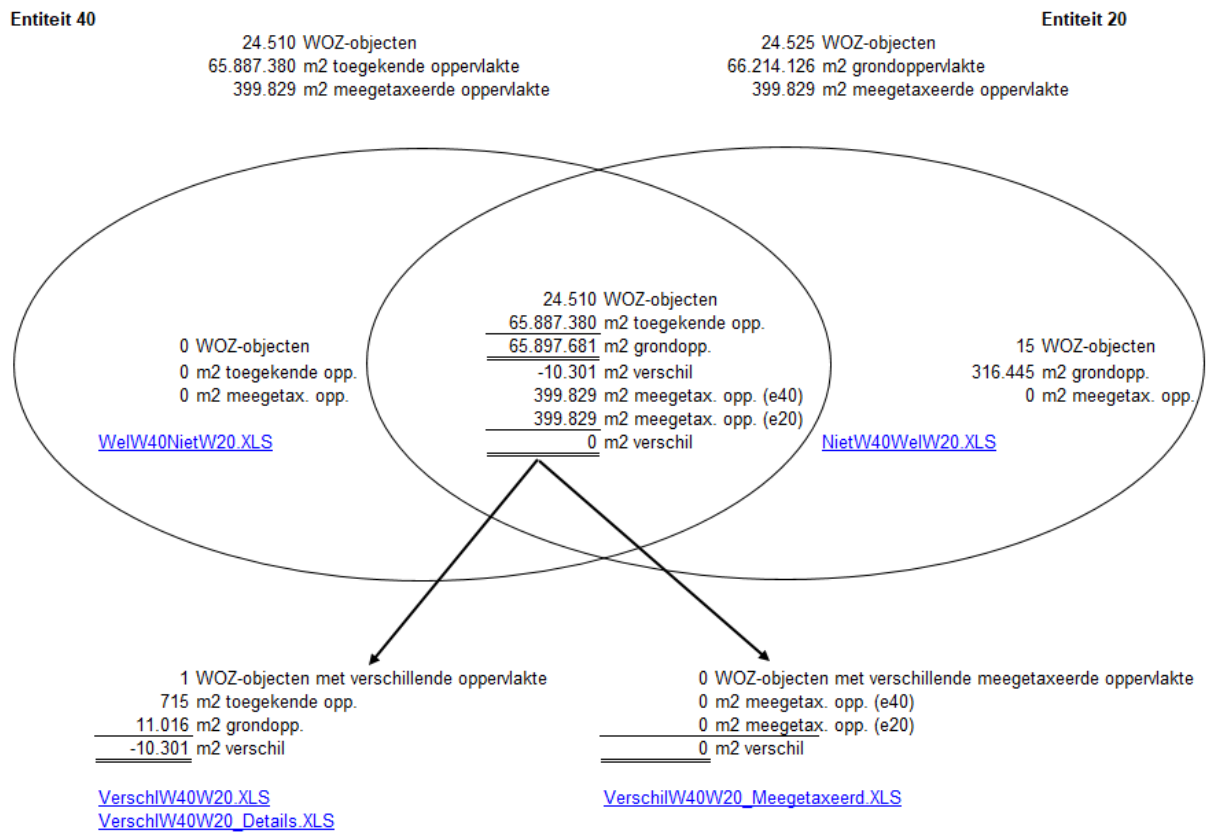 Entiteit 40
Entiteit 20
24.510 WOZ-objecten
65.887.380 m2 toegekende oppervlakte
399.829 m2 meegetaxeerde oppervlakte
24.525 WOZ-objecten
66.214.126 m2 grondoppervlakte
399.829 m2 meegetaxeerde oppervlakte
0 WOZ-objecten
0 m2 toegekende opp.
0 m2 meegetax. opp.
WelW40NietW20.XLS
24.510 WOZ-objecten
65.887.380 m2 toegekende opp.
65.897.681 m2 grondopp.
-10.301 m2 verschil
399.829 m2 meegetax. opp. (e40)
399.829 m2 meegetax. opp. (e20)
0 m2 verschil
15 WOZ-objecten
316.445 m2 grondopp.
0 m2 meegetax. opp.
NietW40WelW20.XLS
1 WOZ-objecten met verschillende oppervlakte
715 m2 toegekende opp.
11.016 m2 grondopp.
-10.301 m2 verschil
VerschlW40W20.XLS
VerschlW40W20_Details.XLS
0 WOZ-objecten met verschillende meegetaxeerde oppervlakte
0 m2 meegetax. opp. (e40)
0 m2 meegetax. opp. (e20)
0 m2 verschil
VerschilW40W20_Meegetaxeerd.XLS